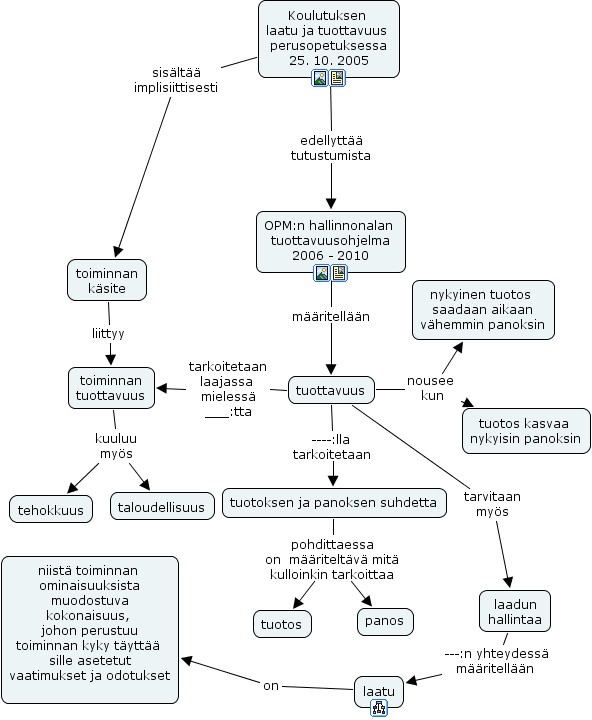 Koulutuksen
laatu ja tuottavuus
perusopetuksessa
25. 10. 2005
sisältää
implisiittisesti
edellyttää
tutustumista
OPM:n hallinnonalan
tuottavuusohjelma
2006 - 2010
toiminnan
käsite
määritellään
nykyinen tuotos
saadaan aikaan
vähemmin panoksin
liittyy
toiminnan
tuottavuus
tarkoitetaan
laajassa
mielessä
___:tta
tuottavuus
nousee
kun
tuotos kasvaa
nykyisin panoksin
kuuluu
myös
----:lla
tarkoitetaan
tehokkuus
taloudellisuus
tuotoksen ja panoksen suhdetta
tarvitaan
myös
pohdittaessa
on määriteltävä mitä
kulloinkin tarkoittaa
niistä toiminnan
ominaisuuksista
muodostuva
kokonaisuus,
johon perustuu
toiminnan kyky täyttää
sille asetetut
vaatimukset ja odotukset
tuotos
panos
laadun
hallintaa
---:n yhteydessä
määritellään
on
laatu